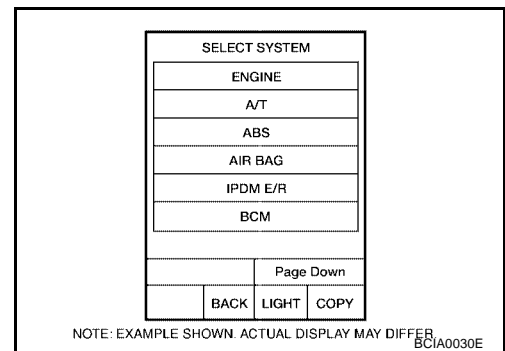 SELECT SYSTEM
ENGINE
A/T
ABS
AIR BAG
IPDM E/R
BCM
Page Down
BACK LIGHT COPY
NOTE: EXAMPLE SHOWN. ACTUAL DISPLAY MAY DIFFER
BCIA0030E